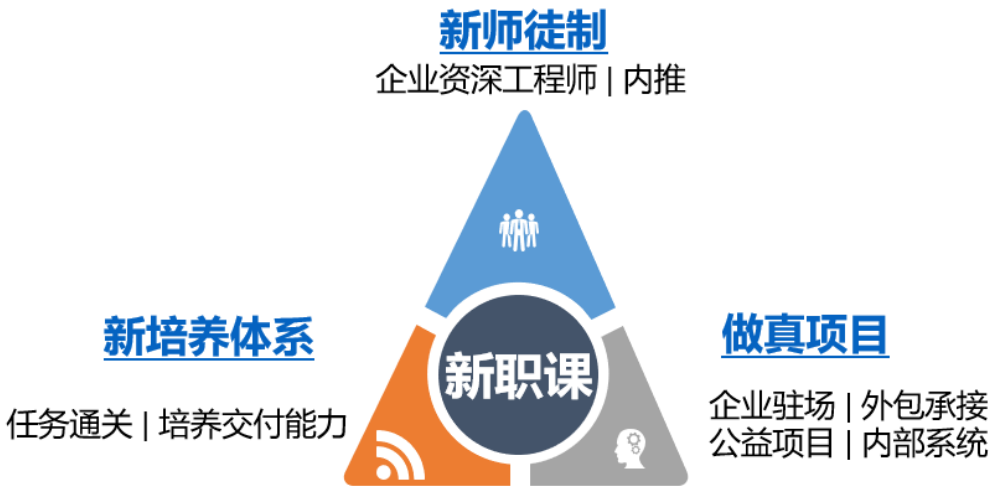 新师徒制
企业资深工程师 | 内推
新培养体系
任务通关 | 培养交付能力
新职课
做真项目
企业驻场 | 外包承接
公益项目 | 内部系统